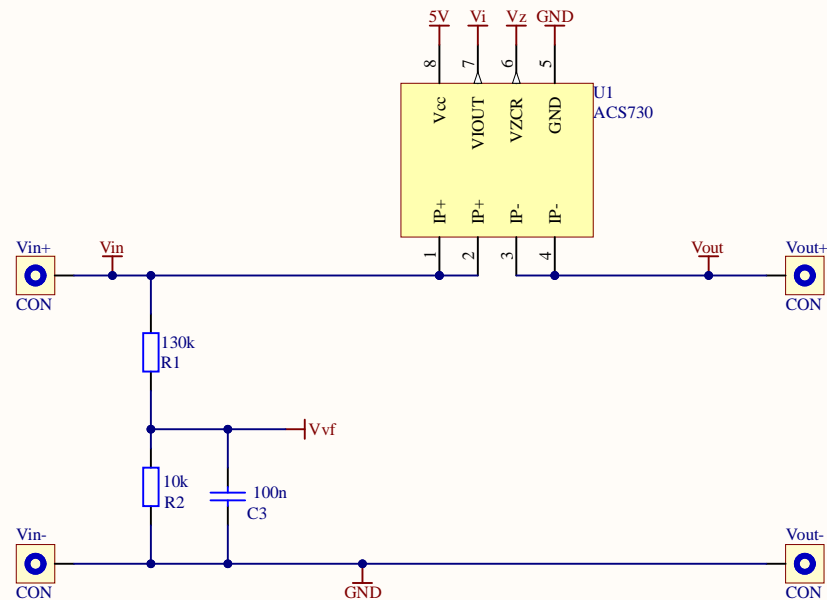 5V Vi Vz GND
8 7 6 5
Vcc VIOUT VZCR GND
U1
ACS730
IP+ IP+ IP- IP-
1 2 3 4
Vin+ Vin Vout Vout+
CON CON
130k
R1
Vvf
10k
R2
100n
C3
Vin- Vout-
CON GND CON